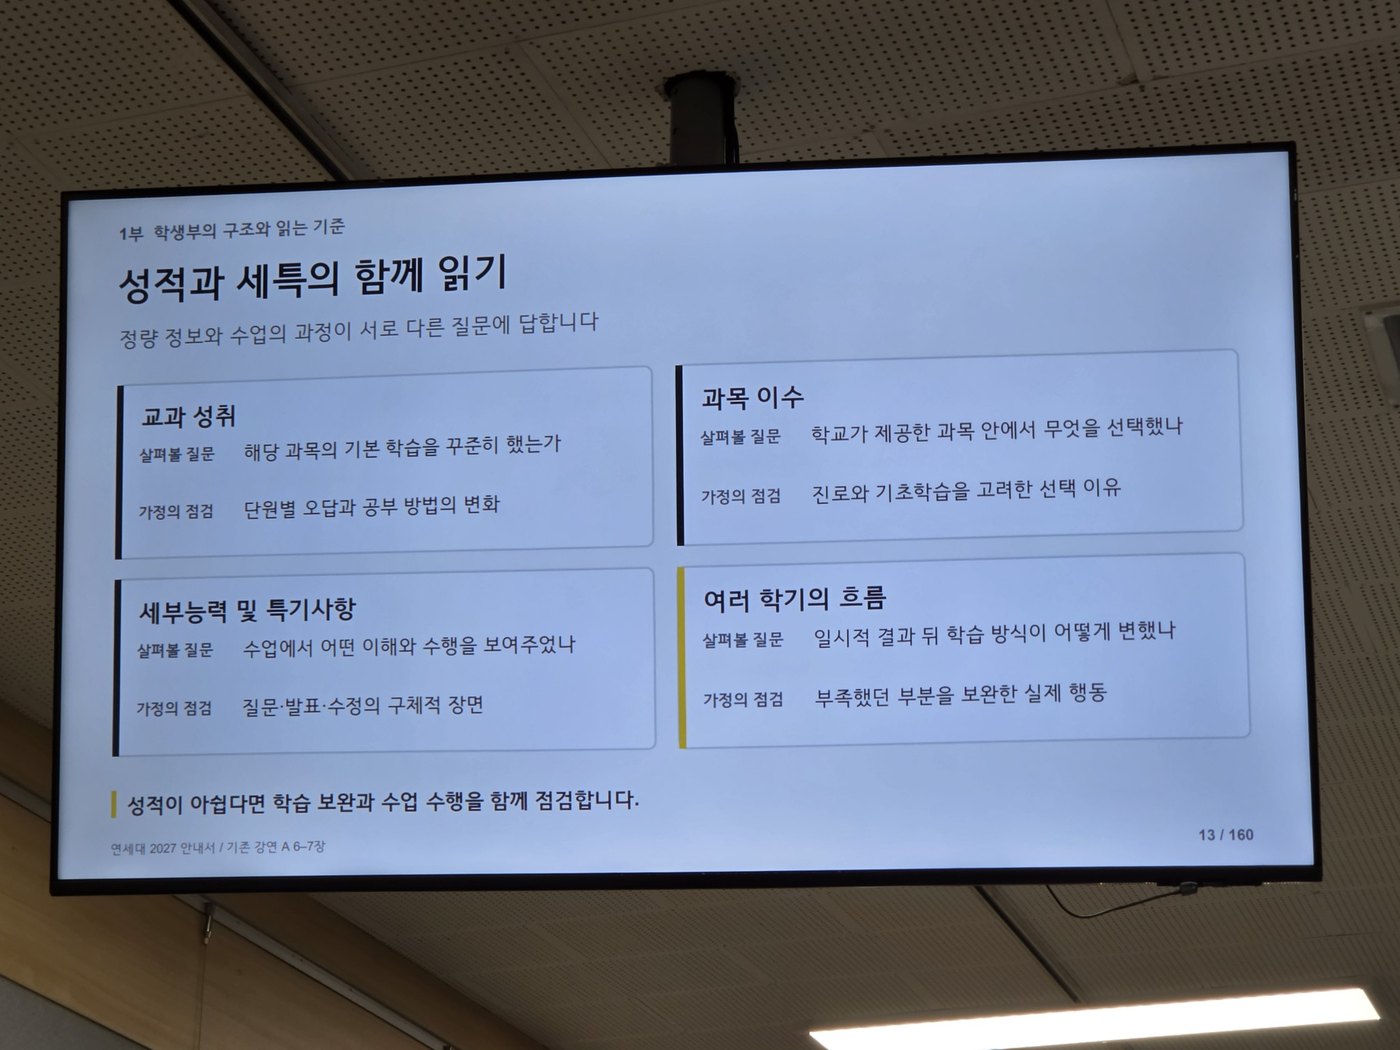 1부 학생부의 구조와 읽는 기준
성적과 세특의 함께 읽기
정량 정보와 수업의 과정이 서로 다른 질문에 답합니다
교과 성취
살펴볼 질문 해당 과목의 기본 학습을 꾸준히 했는가
가정의 점검 단원별 오답과 공부 방법의 변화
과목 이수
살펴볼 질문 학교가 제공한 과목 안에서 무엇을 선택했나
가정의 점검 진로와 기초학습을 고려한 선택 이유
세부능력 및 특기사항
살펴볼 질문 수업에서 어떤 이해와 수행을 보여주었나
가정의 점검 질문·발표·수정의 구체적 장면
여러 학기의 흐름
살펴볼 질문 일시적 결과 뒤 학습 방식이 어떻게 변했나
가정의 점검 부족했던 부분을 보완한 실제 행동
성적이 아쉽다면 학습 보완과 수업 수행을 함께 점검합니다.
연세대 2027 안내서 / 기존 강연 A 6–7장
13 / 160